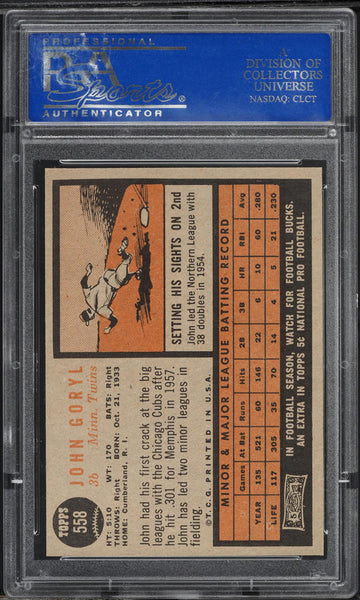 PROFESSIONAL
PSA
Sports
®
AUTHENTICATOR
A
DIVISION OF
COLLECTORS
UNIVERSE
NASDAQ: CLCT
TOPPS
558
JOHN GORYL
3b Minn. Twins
HT: 5:10 WT: 170 BATS: Right
THROWS: Right BORN: Oct. 21, 1933
HOME: Cumberland, R. I.
John had his first crack at the big
leagues with the Chicago Cubs after
he hit .301 for Memphis in 1957.
John has led two minor leagues in
fielding.
SETTING HIS SIGHTS ON 2nd
John led the Northern League with
38 doubles in 1954.
©T.C.G. PRINTED IN U.S.A.
MINOR & MAJOR LEAGUE BATTING RECORD
Games At Bat Runs Hits 2B 3B HR RBI Avg
YEAR 135 521 60 146 22 2 6 60 .280
LIFE 117 305 35 70 14 5 21 .230
IN FOOTBALL SEASON, WATCH FOR FOOTBALL BUCKS.
AN EXTRA IN TOPPS 5¢ NATIONAL PRO FOOTBALL.